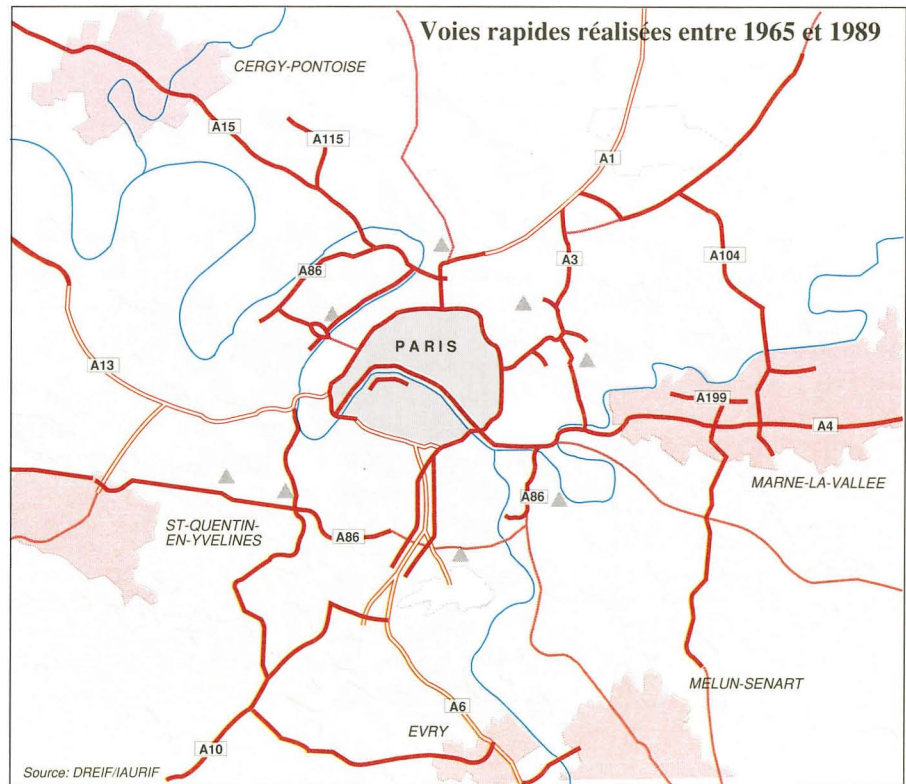 Voies rapides réalisées entre 1965 et 1989
CERGY-PONTOISE
A15
A115
A1
A86
A3
A104
PARIS
A13
A199
A4
MARNE-LA-VALLEE
A86
ST-QUENTIN-
EN-YVELINES
A86
MELUN-SENART
A6
EVRY
A10
Source: DREIF/IAURIF